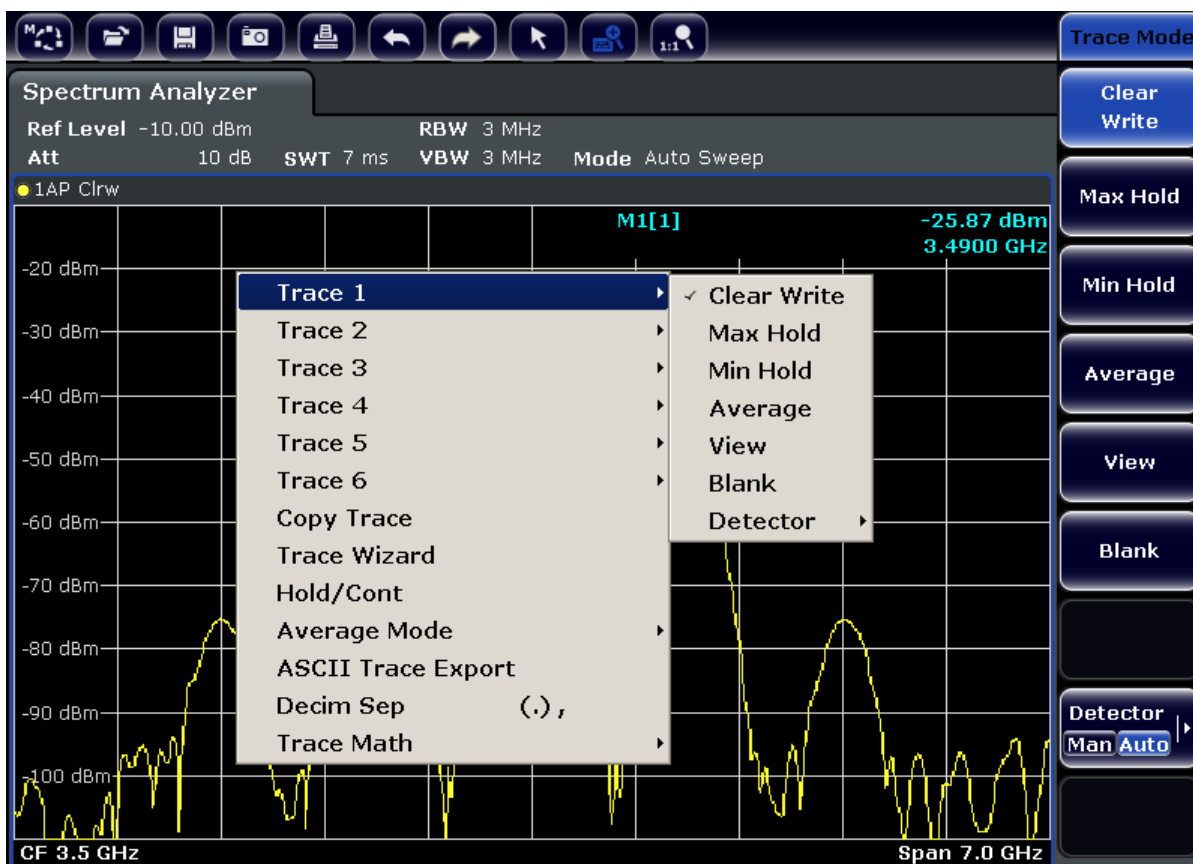 M
1:1
Trace Mode
Spectrum Analyzer
Ref Level -10.00 dBm RBW 3 MHz
Att 10 dB SWT 7 ms VBW 3 MHz Mode Auto Sweep
1AP Clrw
M1[1] -25.87 dBm
3.4900 GHz
-20 dBm
-30 dBm
-40 dBm
-50 dBm
-60 dBm
-70 dBm
-80 dBm
-90 dBm
-100 dBm
Trace 1
Trace 2
Trace 3
Trace 4
Trace 5
Trace 6
Copy Trace
Trace Wizard
Hold/Cont
Average Mode
ASCII Trace Export
Decim Sep (.) ,
Trace Math
Clear Write
Max Hold
Min Hold
Average
View
Blank
Detector
CF 3.5 GHz Span 7.0 GHz
Clear
Write
Max Hold
Min Hold
Average
View
Blank
Detector
Man Auto